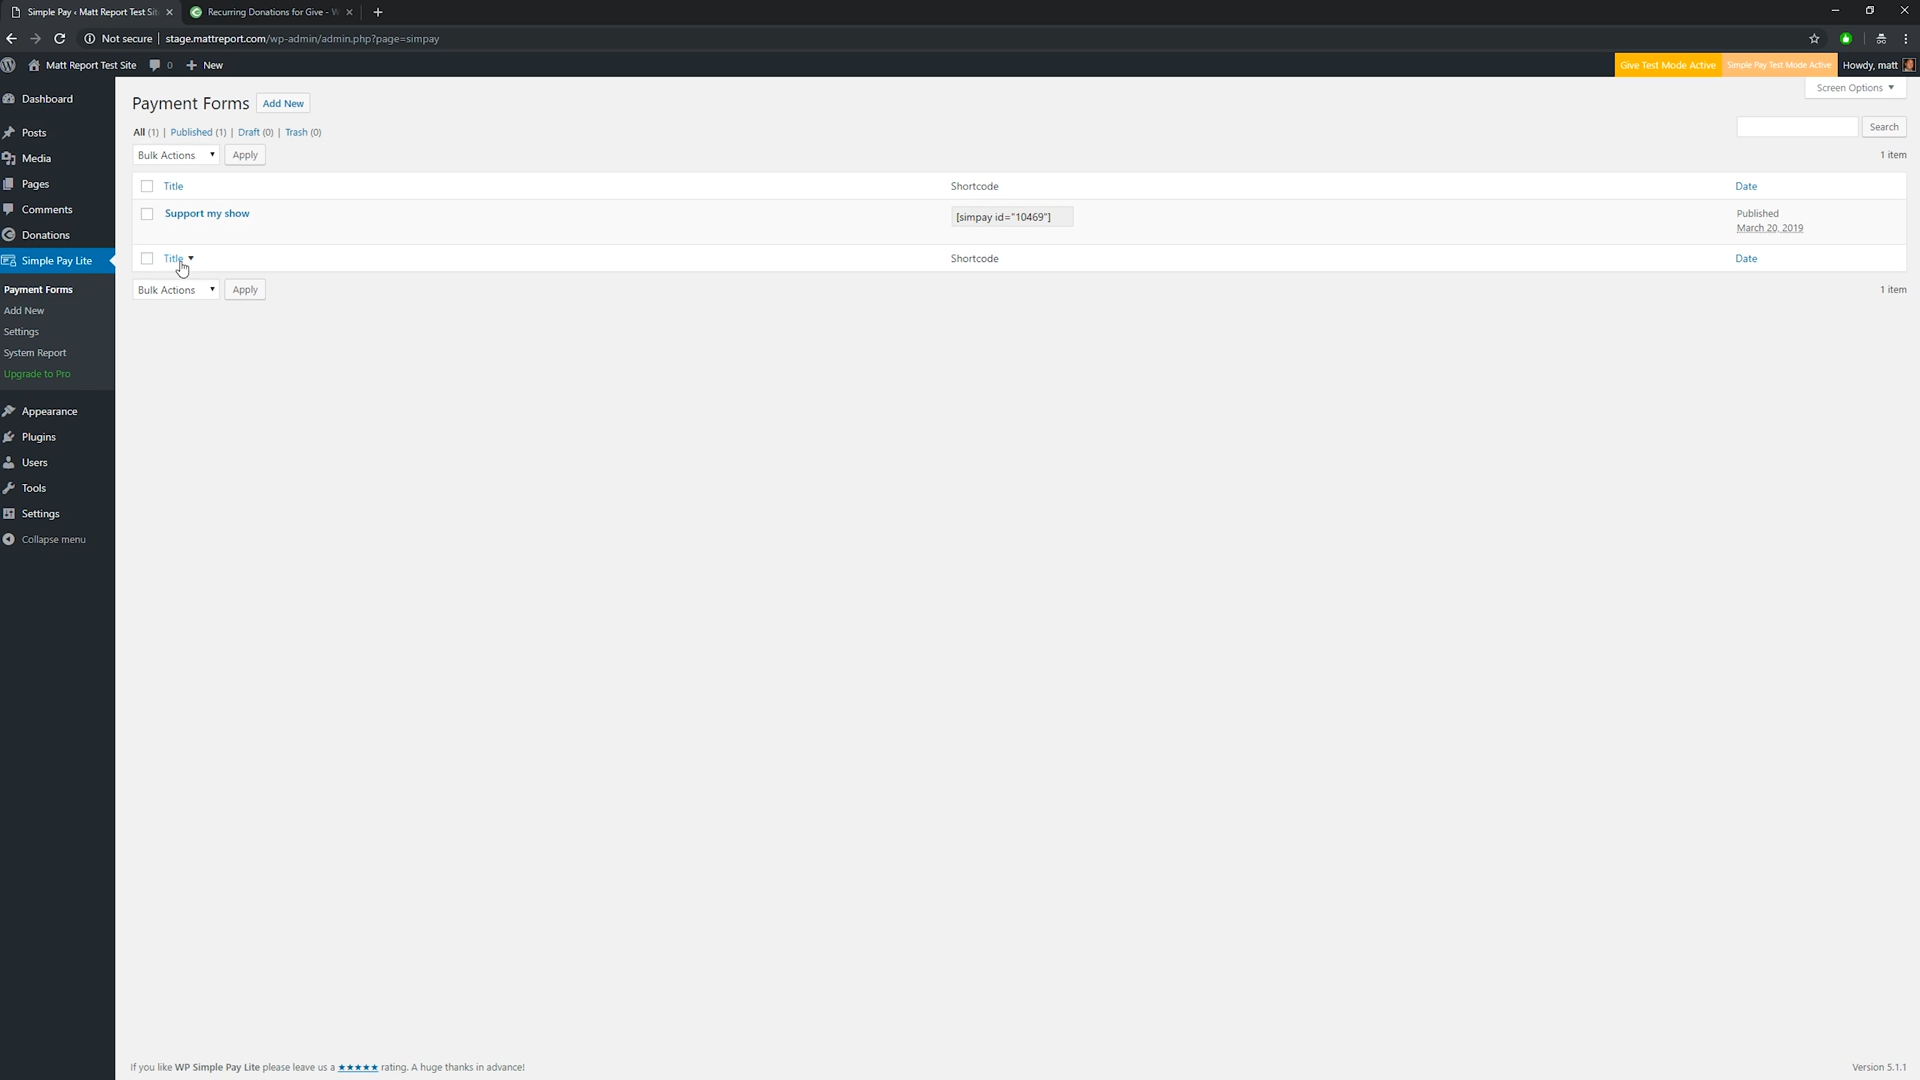 Simple Pay ‹ Matt Report Test Sit
Recurring Donations for Give - W
Not secure | stage.mattreport.com/wp-admin/admin.php?page=simpay
Matt Report Test Site 0 New
Give Test Mode Active Simple Pay Test Mode Active Howdy, matt
Screen Options
Dashboard
Posts
Media
Pages
Comments
Donations
Simple Pay Lite
Payment Forms
Add New
Settings
System Report
Upgrade to Pro
Appearance
Plugins
Users
Tools
Settings
Collapse menu
Payment Forms Add New
All (1) | Published (1) | Draft (0) | Trash (0)
Search
Bulk Actions Apply
1 item
Title Shortcode Date
Support my show [simpay id="10469"] Published
March 20, 2019
Title Shortcode Date
Bulk Actions Apply
1 item
If you like WP Simple Pay Lite please leave us a ★★★★★ rating. A huge thanks in advance!
Version 5.1.1